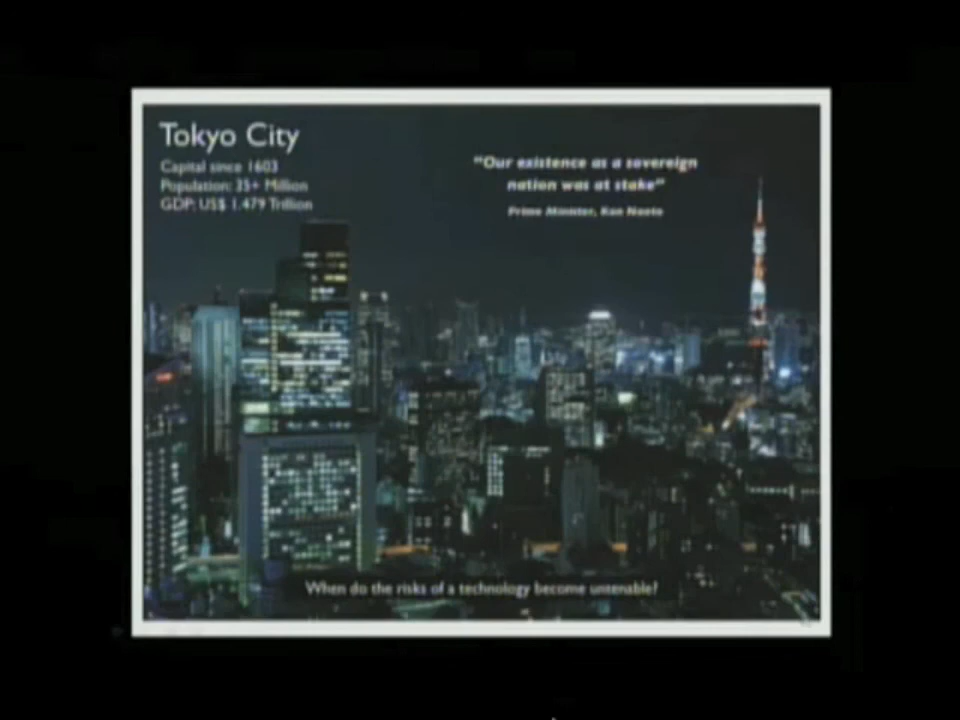 Tokyo City
Capital since 1603
Population: 35+ Million
GDP: US$ 1.479 Trillion
"Our existence as a sovereign
nation was at stake"
Prime Minister, Kan Naoto
When do the risks of a technology become untenable?